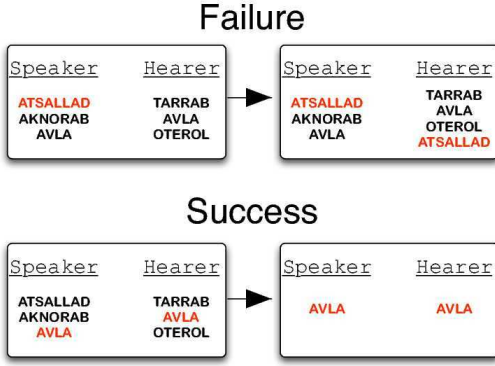 Failure
Speaker Hearer
ATSALLAD TARRAB
AKNORAB AVLA
AVLA OTEROL
Speaker Hearer
ATSALLAD TARRAB
AKNORAB AVLA
AVLA OTEROL
ATSALLAD
Success
Speaker Hearer
ATSALLAD TARRAB
AKNORAB AVLA
AVLA OTEROL
Speaker Hearer
AVLA AVLA